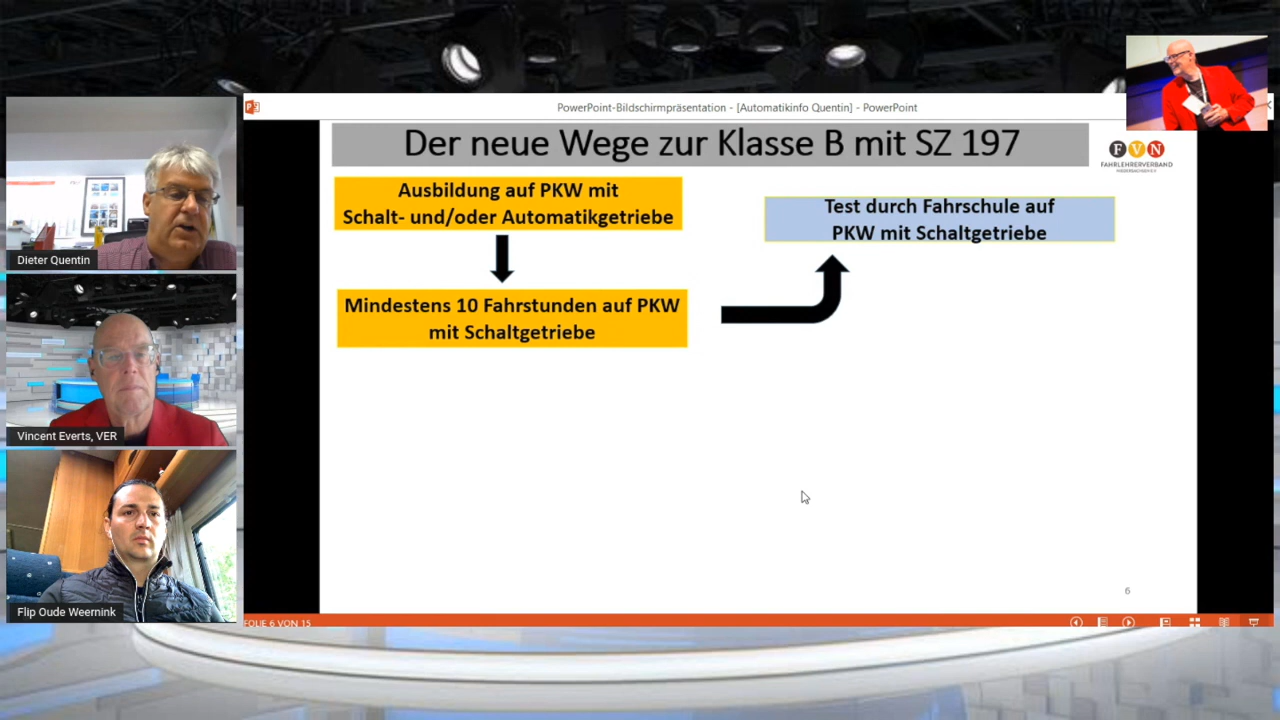 PowerPoint-Bildschirmpräsentation - [Automatikinfo Quentin] - PowerPoint
Der neue Wege zur Klasse B mit SZ 197
FVN
FAHRLEHRERVERBAND
NIEDERSACHSEN E.V.
Ausbildung auf PKW mit
Schalt- und/oder Automatikgetriebe
Test durch Fahrschule auf
PKW mit Schaltgetriebe
Mindestens 10 Fahrstunden auf PKW
mit Schaltgetriebe
Dieter Quentin
Vincent Everts, VER
Flip Oude Weernink
6
FOLIE 6 VON 15